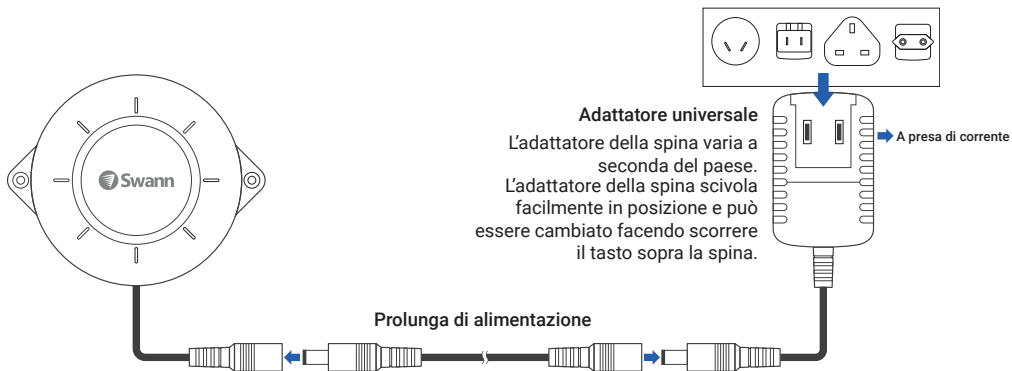 Swann
Adattatore universale
L'adattatore della spina varia a
seconda del paese.
L'adattatore della spina scivola
facilmente in posizione e può
essere cambiato facendo scorrere
il tasto sopra la spina.
A presa di corrente
Prolunga di alimentazione